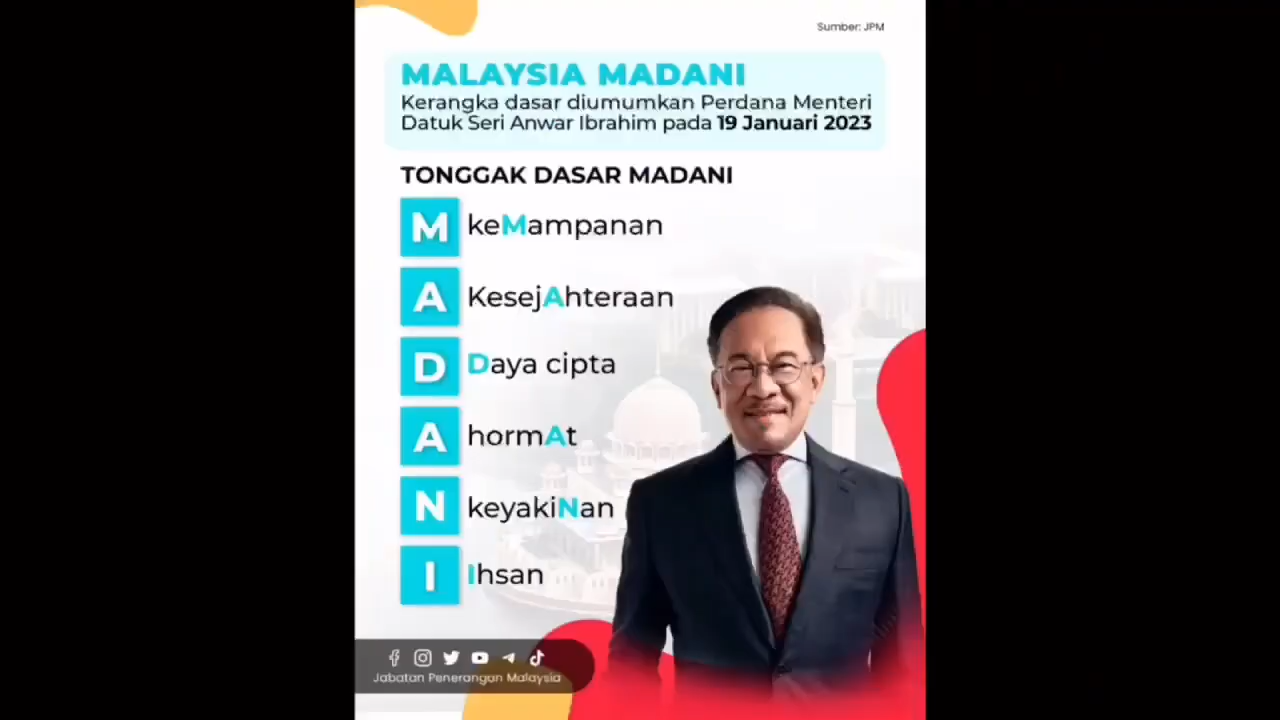 Sumber: JPM
MALAYSIA MADANI
Kerangka dasar diumumkan Perdana Menteri
Datuk Seri Anwar Ibrahim pada 19 Januari 2023
TONGGAK DASAR MADANI
M keMampanan
A KesejAhteraan
D Daya cipta
A hormAt
N keyakiNan
I Ihsan
Jabatan Penerangan Malaysia